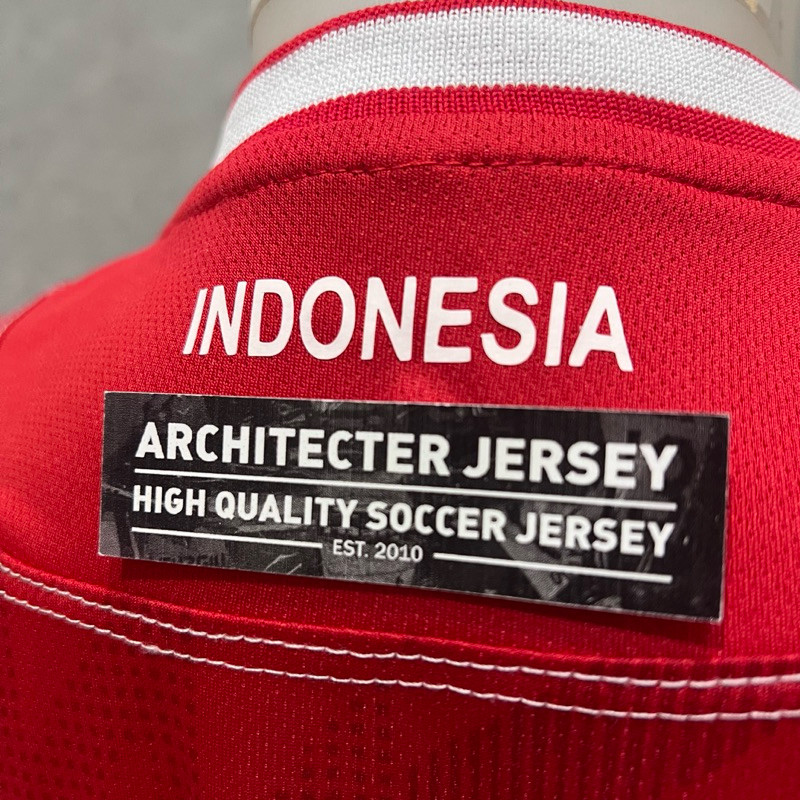 INDONESIA
ARCHITECTER JERSEY
HIGH QUALITY SOCCER JERSEY
EST. 2010